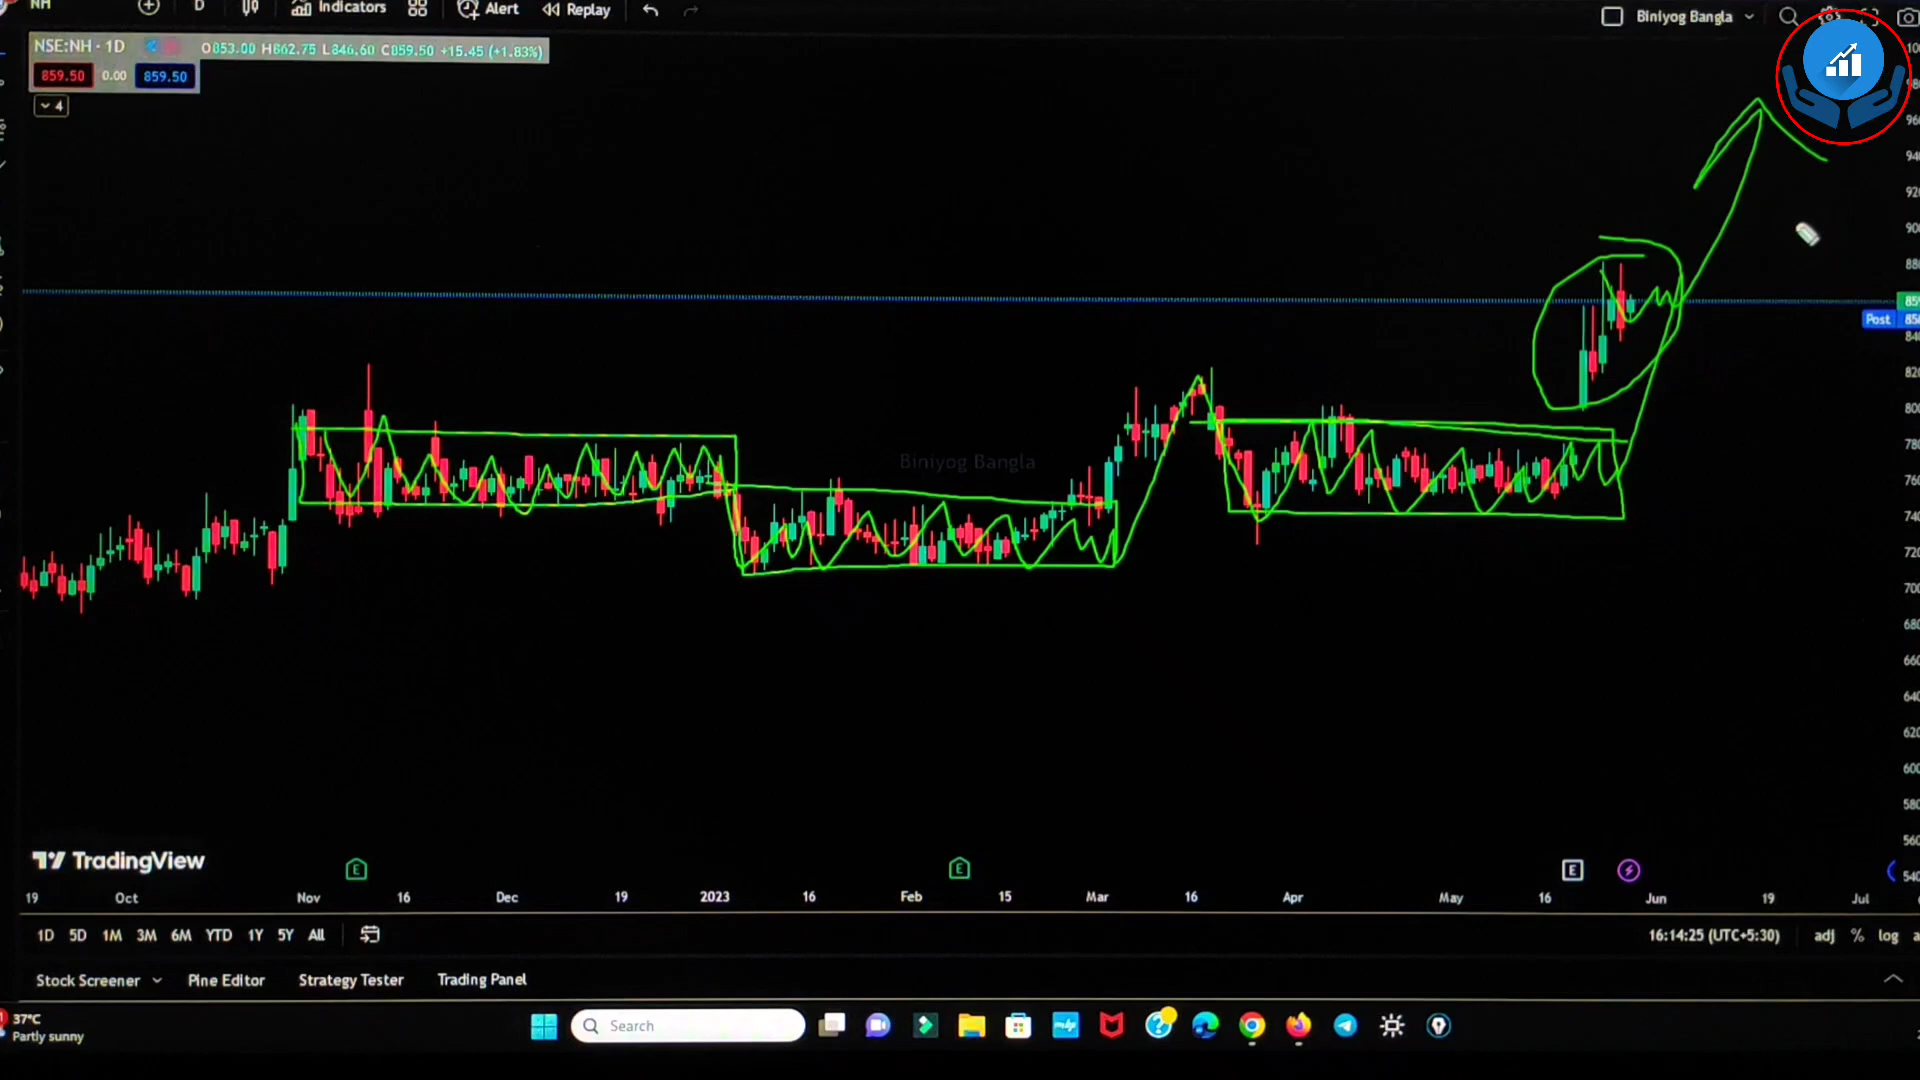 NH
D
Indicators
Alert
Replay
Biniyog Bangla
NSE:NH · 1D
O853.00 H862.75 L846.60 C859.50 +15.45 (+1.83%)
859.50 0.00 859.50
4
Biniyog Bangla
Post
TradingView
E
E
E
19 Oct Nov 16 Dec 19 2023 16 Feb 15 Mar 16 Apr May 16 Jun 19 Jul
1D 5D 1M 3M 6M YTD 1Y 5Y All
16:14:25 (UTC+5:30) adj % log
Stock Screener Pine Editor Strategy Tester Trading Panel
37°C
Partly sunny
Search